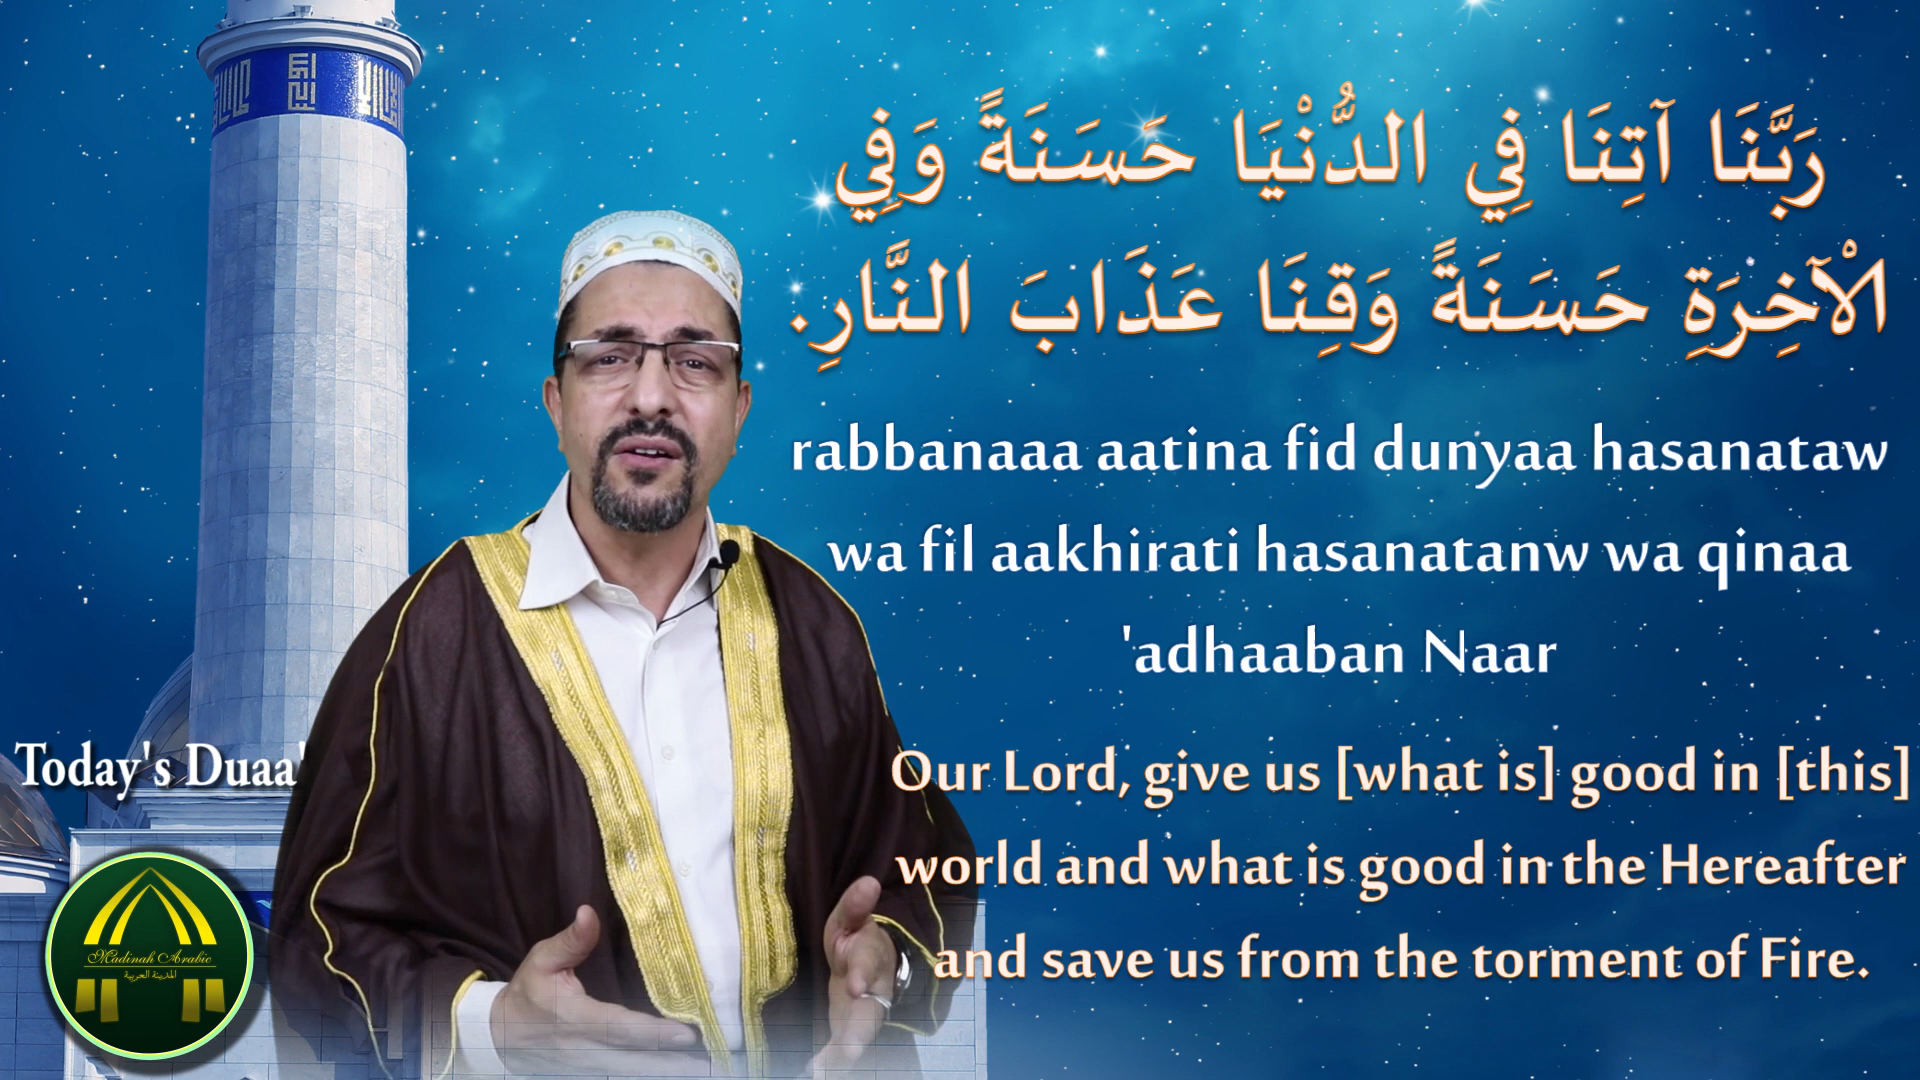 رَبَّنَا آتِنَا فِي الدُّنْيَا حَسَنَةً وَفِي
الْآخِرَةِ حَسَنَةً وَقِنَا عَذَابَ النَّارِ.
rabbanaaa aatina fid dunyaa hasanataw
wa fil aakhirati hasanatanw wa qinaa
'adhaaban Naar
Our Lord, give us [what is] good in [this]
world and what is good in the Hereafter
and save us from the torment of Fire.
Today's Duaa'
Madinah Arabic
المدينة العربية